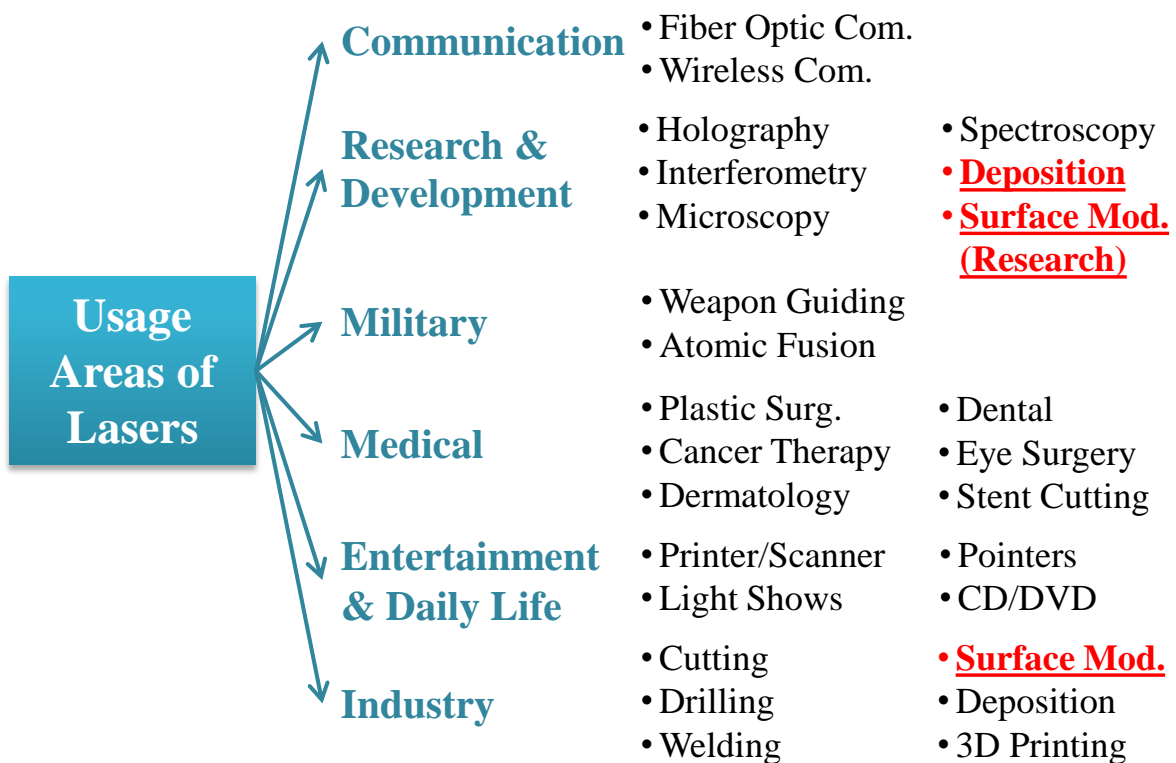 Usage
Areas of
Lasers
Communication
• Fiber Optic Com.
• Wireless Com.
Research &
Development
• Holography
• Interferometry
• Microscopy
• Spectroscopy
• Deposition
• Surface Mod.
(Research)
Military
• Weapon Guiding
• Atomic Fusion
Medical
• Plastic Surg.
• Cancer Therapy
• Dermatology
• Dental
• Eye Surgery
• Stent Cutting
Entertainment
& Daily Life
• Printer/Scanner
• Light Shows
• Pointers
• CD/DVD
Industry
• Cutting
• Drilling
• Welding
• Surface Mod.
• Deposition
• 3D Printing